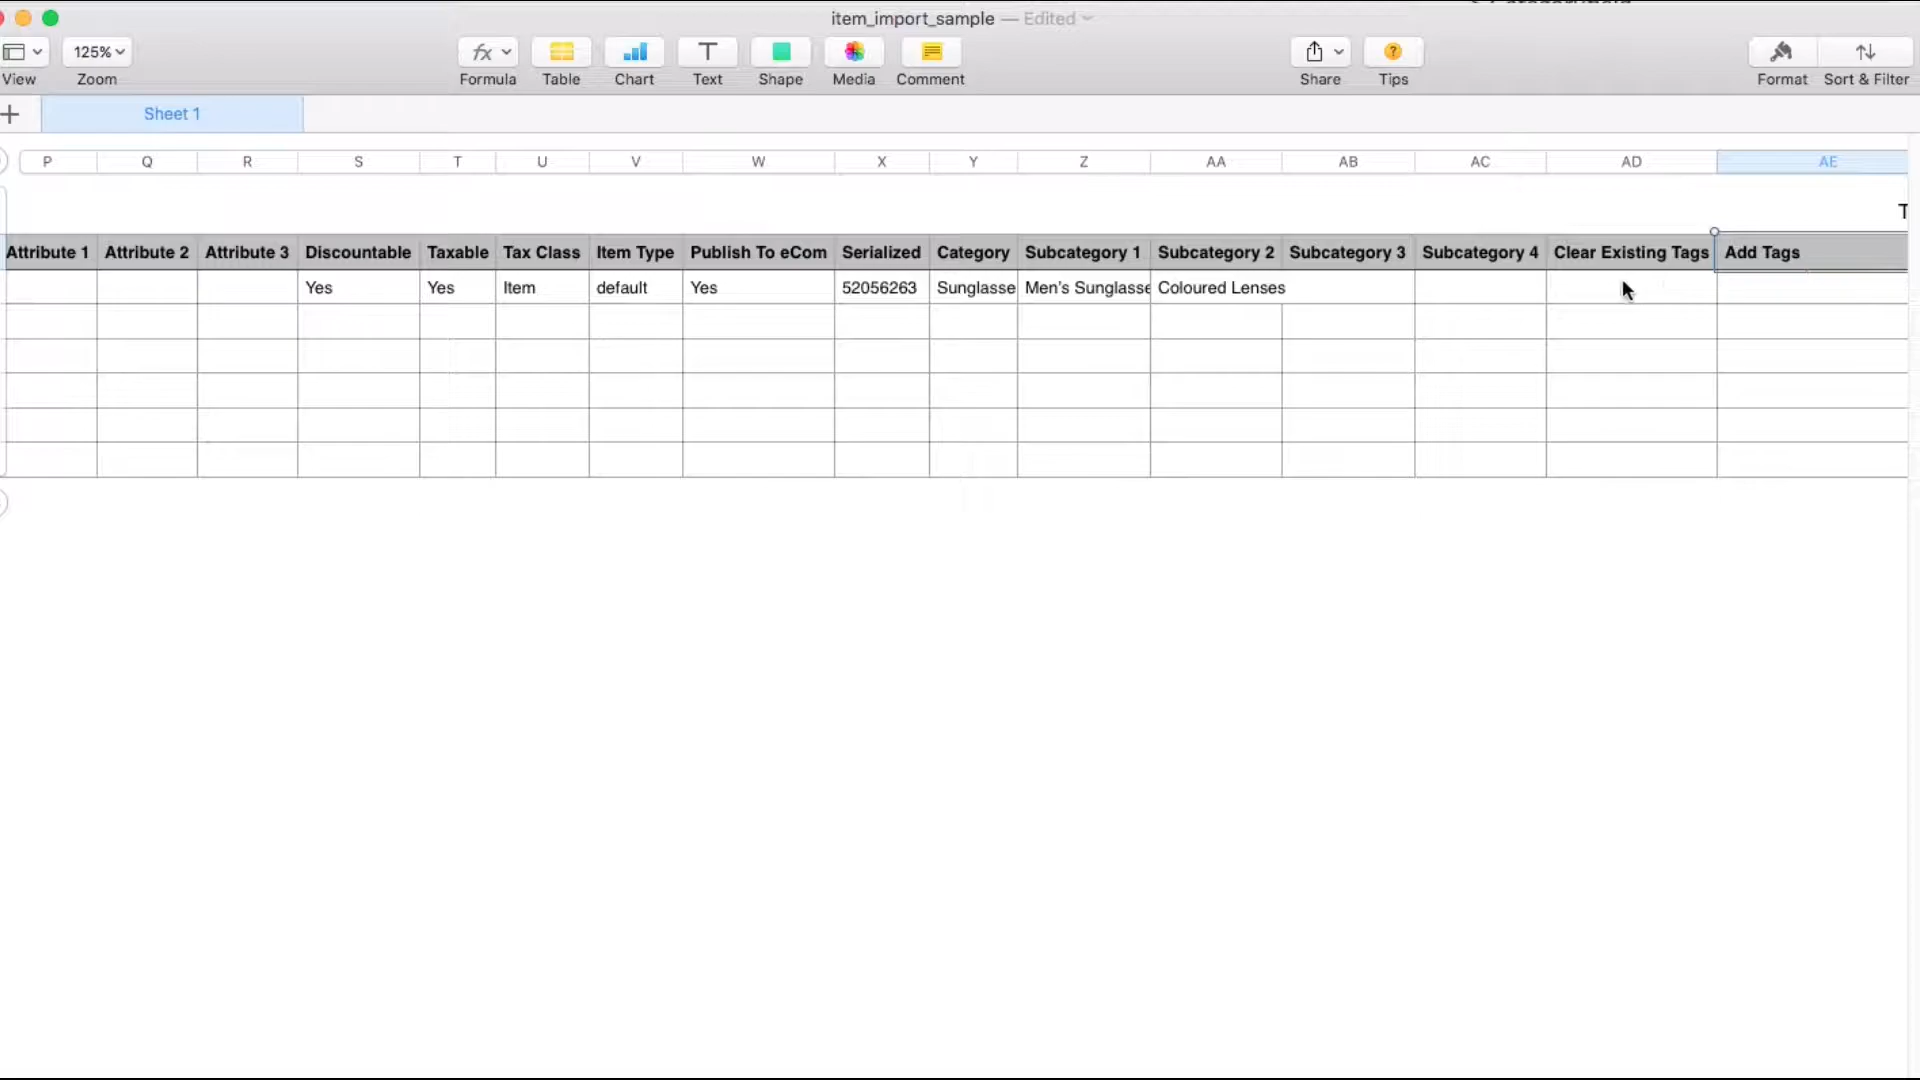 item_import_sample — Edited
125%
View Zoom Formula Table Chart Text Shape Media Comment Share Tips Format Sort & Filter
Sheet 1
P Q R S T U V W X Y Z AA AB AC AD AE
T
Attribute 1 Attribute 2 Attribute 3 Discountable Taxable Tax Class Item Type Publish To eCom Serialized Category Subcategory 1 Subcategory 2 Subcategory 3 Subcategory 4 Clear Existing Tags Add Tags
Yes Yes Item default Yes 52056263 Sunglasse Men's Sunglasse Coloured Lenses